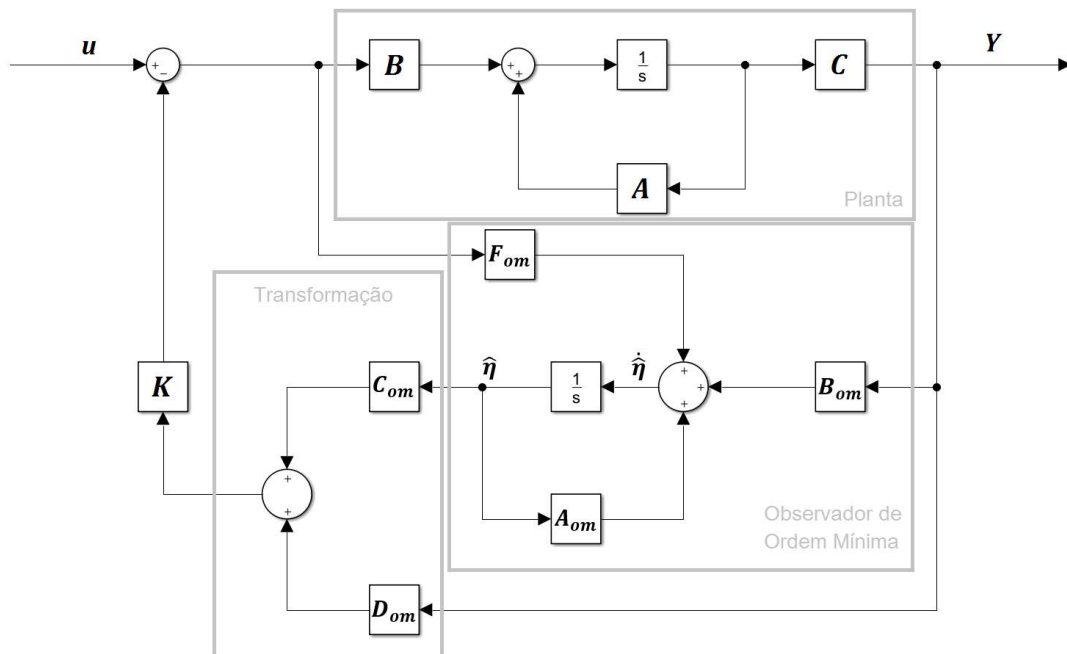 u
Y
+
−
B
+
+
1
s
C
A
Planta
F_om
Transformação
η̂
η̇̂
K
C_om
1
s
+
+
+
B_om
+
+
A_om
Observador de
Ordem Mínima
D_om